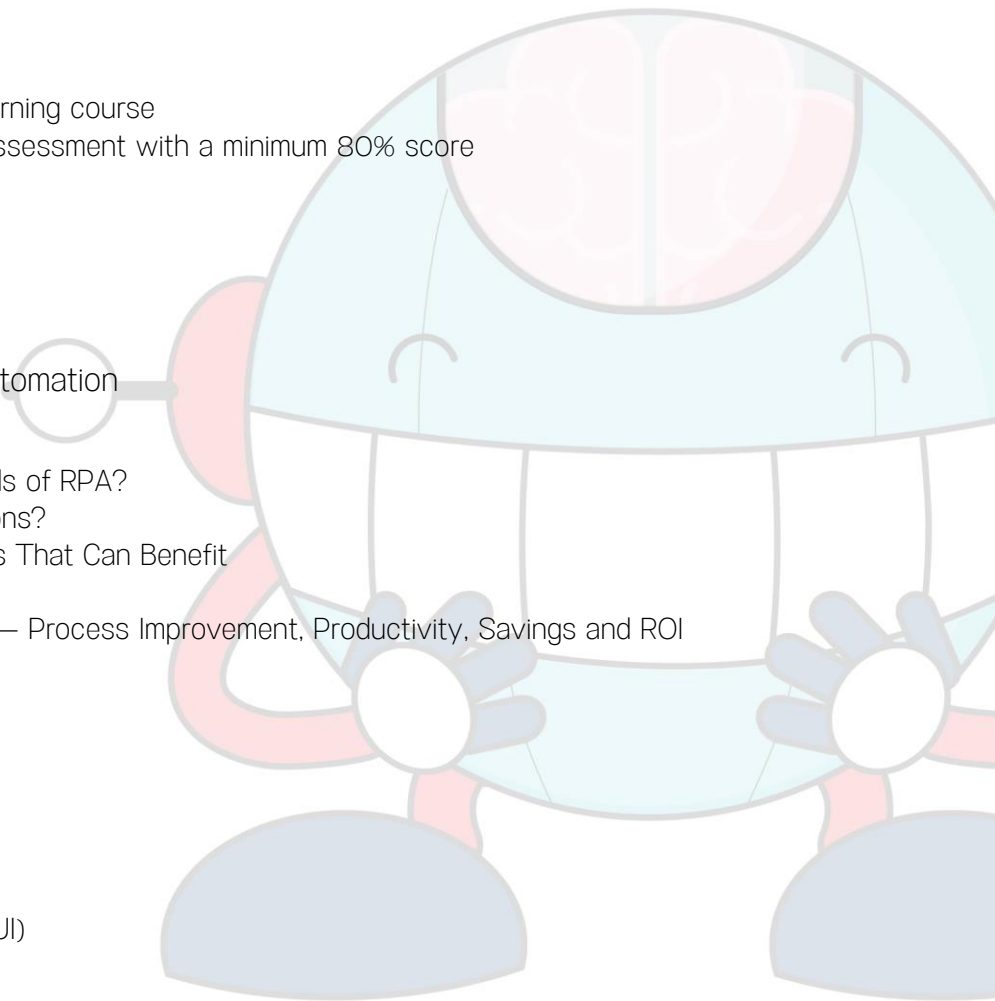 rning course
ssessment with a minimum 80% score
tomation
ls of RPA?
ons?
s That Can Benefit
– Process Improvement, Productivity, Savings and ROI
UI)